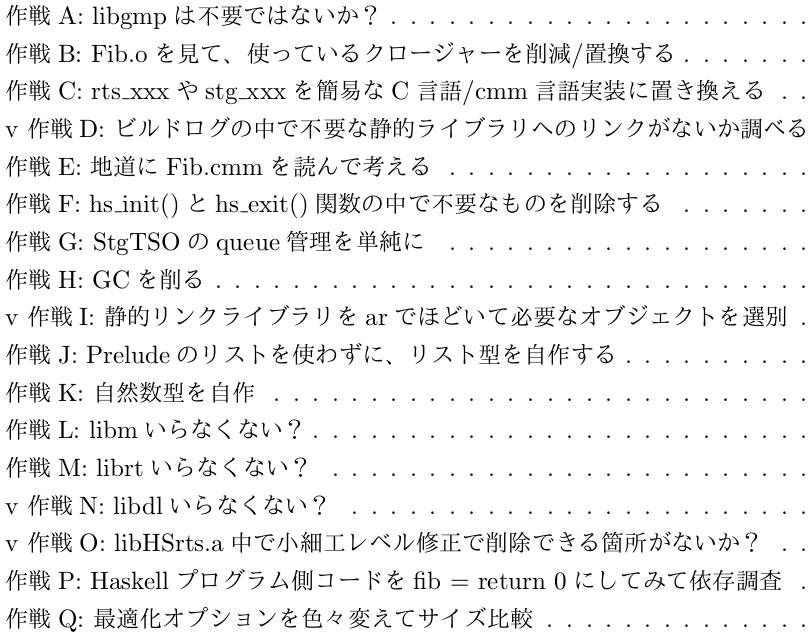 作戦 A: libgmp は不要ではないか? . . . . . . . . . . . . . . . . . . . . . .
作戦 B: Fib.o を見て、使っているクロージャーを削減/置換する . . . . . . .
作戦 C: rts_xxx や stg_xxx を簡易な C 言語/cmm 言語実装に置き換える . .
v 作戦 D: ビルドログの中で不要な静的ライブラリへのリンクがないか調べる
作戦 E: 地道に Fib.cmm を読んで考える . . . . . . . . . . . . . . . . . . .
作戦 F: hs_init() と hs_exit() 関数の中で不要なものを削除する . . . . . . .
作戦 G: StgTSO の queue 管理を単純に . . . . . . . . . . . . . . . . . . .
作戦 H: GC を削る . . . . . . . . . . . . . . . . . . . . . . . . . . . . . . .
v 作戦 I: 静的リンクライブラリを ar でほどいて必要なオブジェクトを選別 .
作戦 J: Prelude のリストを使わずに、リスト型を自作する . . . . . . . . . .
作戦 K: 自然数型を自作 . . . . . . . . . . . . . . . . . . . . . . . . . . . .
作戦 L: libm いらなくない? . . . . . . . . . . . . . . . . . . . . . . . . . .
作戦 M: librt いらなくない? . . . . . . . . . . . . . . . . . . . . . . . . .
v 作戦 N: libdl いらなくない? . . . . . . . . . . . . . . . . . . . . . . . .
v 作戦 O: libHSrts.a 中で小細工レベル修正で削除できる箇所がないか? . .
作戦 P: Haskell プログラム側コードを fib = return 0 にしてみて依存調査 .
作戦 Q: 最適化オプションを色々変えてサイズ比較 . . . . . . . . . . . . . .